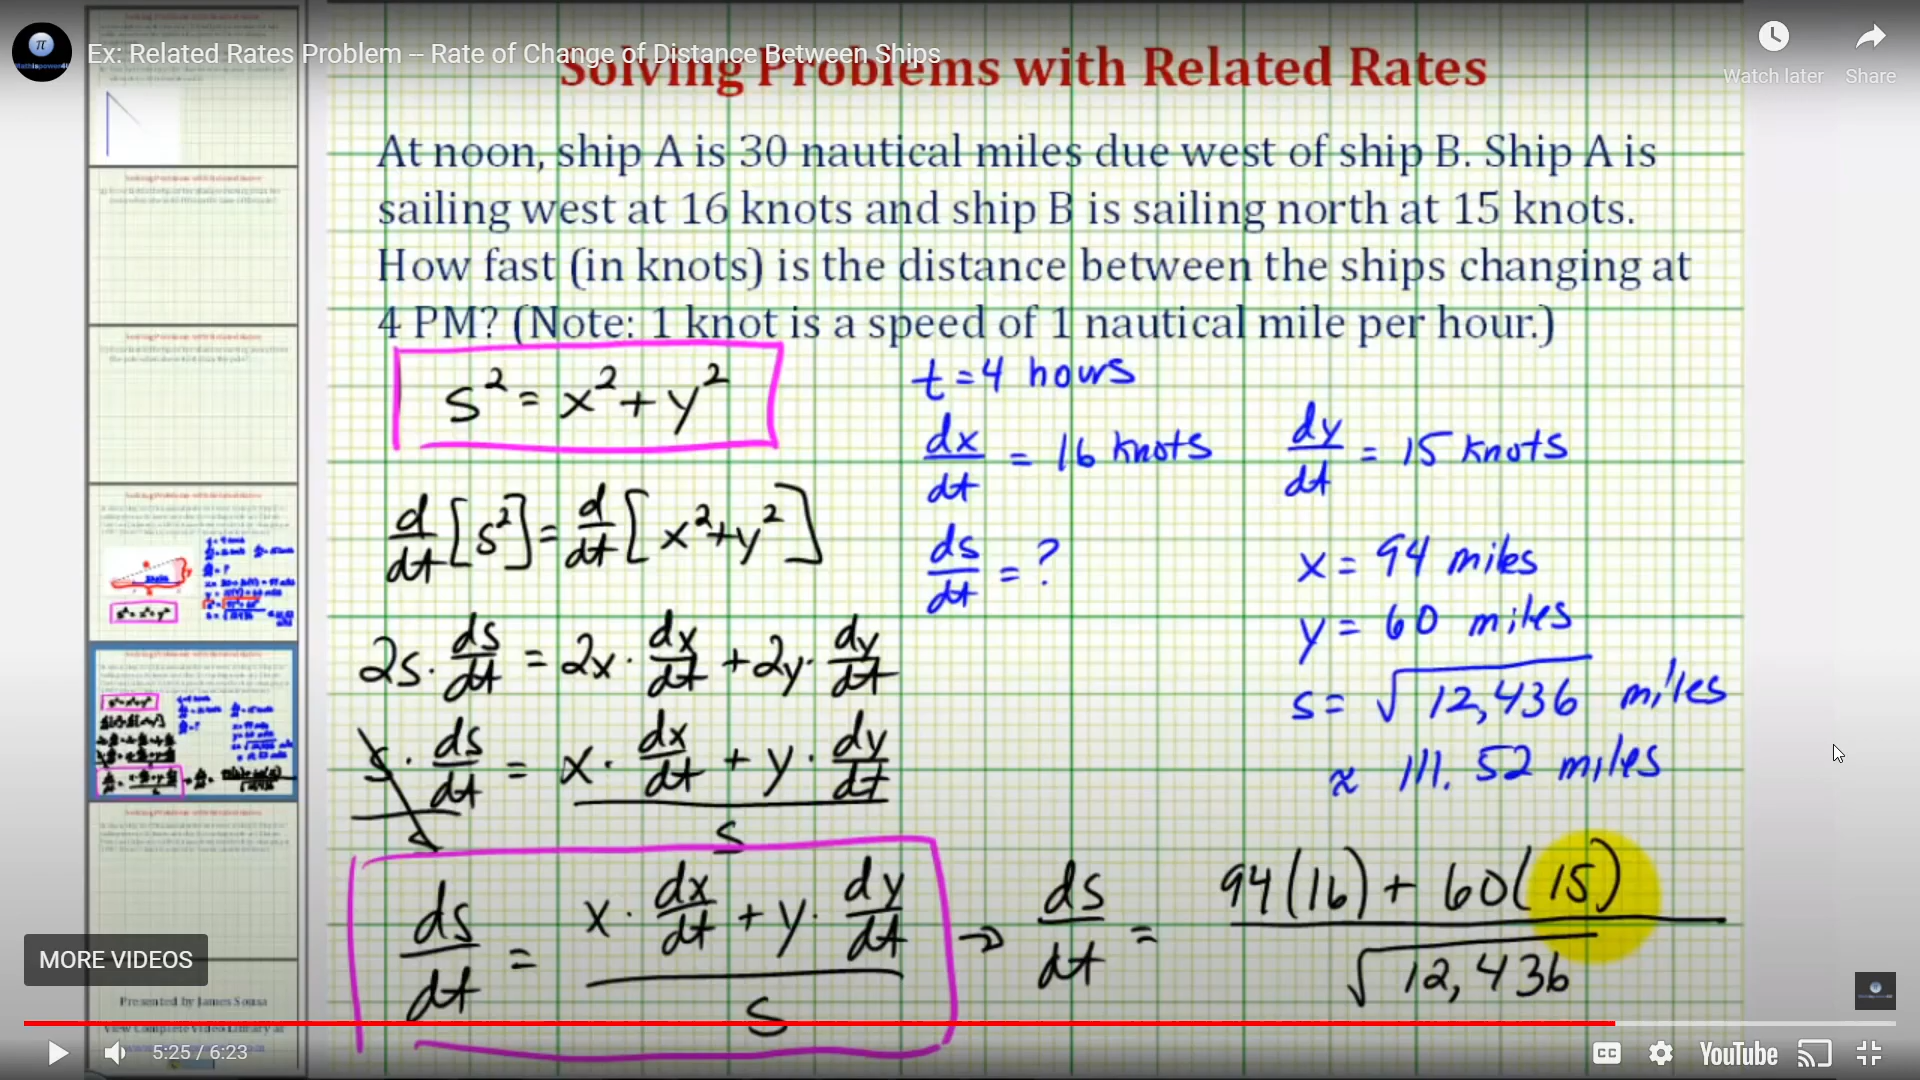 Ex: Related Rates Problem -- Rate of Change of Distance Between Ships
Watch later Share
Solving Problems with Related Rates
At noon, ship A is 30 nautical miles due west of ship B. Ship A is
sailing west at 16 knots and ship B is sailing north at 15 knots.
How fast (in knots) is the distance between the ships changing at
4 PM? (Note: 1 knot is a speed of 1 nautical mile per hour.)
s² = x² + y²
t = 4 hours
dx/dt = 16 knots dy/dt = 15 knots
d/dt [s²] = d/dt [x² + y²]
ds/dt = ?
x = 94 miles
y = 60 miles
2s · ds/dt = 2x · dx/dt + 2y · dy/dt
s = √12,436 miles
≈ 111.52 miles
s · ds/dt / s = x · dx/dt + y · dy/dt / s
ds/dt = x · dx/dt + y · dy/dt / s → ds/dt = 94(16) + 60(15) / √12,436
MORE VIDEOS
Presented by James Sousa
View Complete Video Library at
5:25 / 6:23
CC YouTube